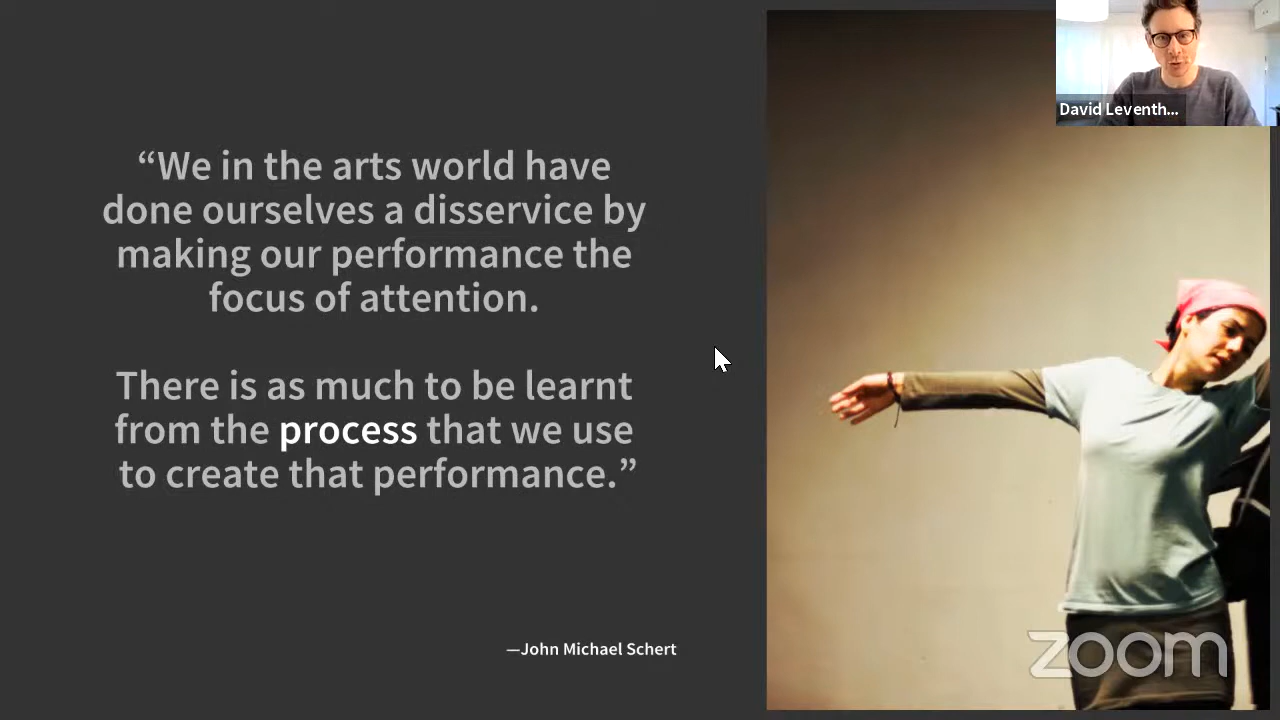 “We in the arts world have
done ourselves a disservice by
making our performance the
focus of attention.
There is as much to be learnt
from the process that we use
to create that performance.”
—John Michael Schert
David Leventh...
zoom